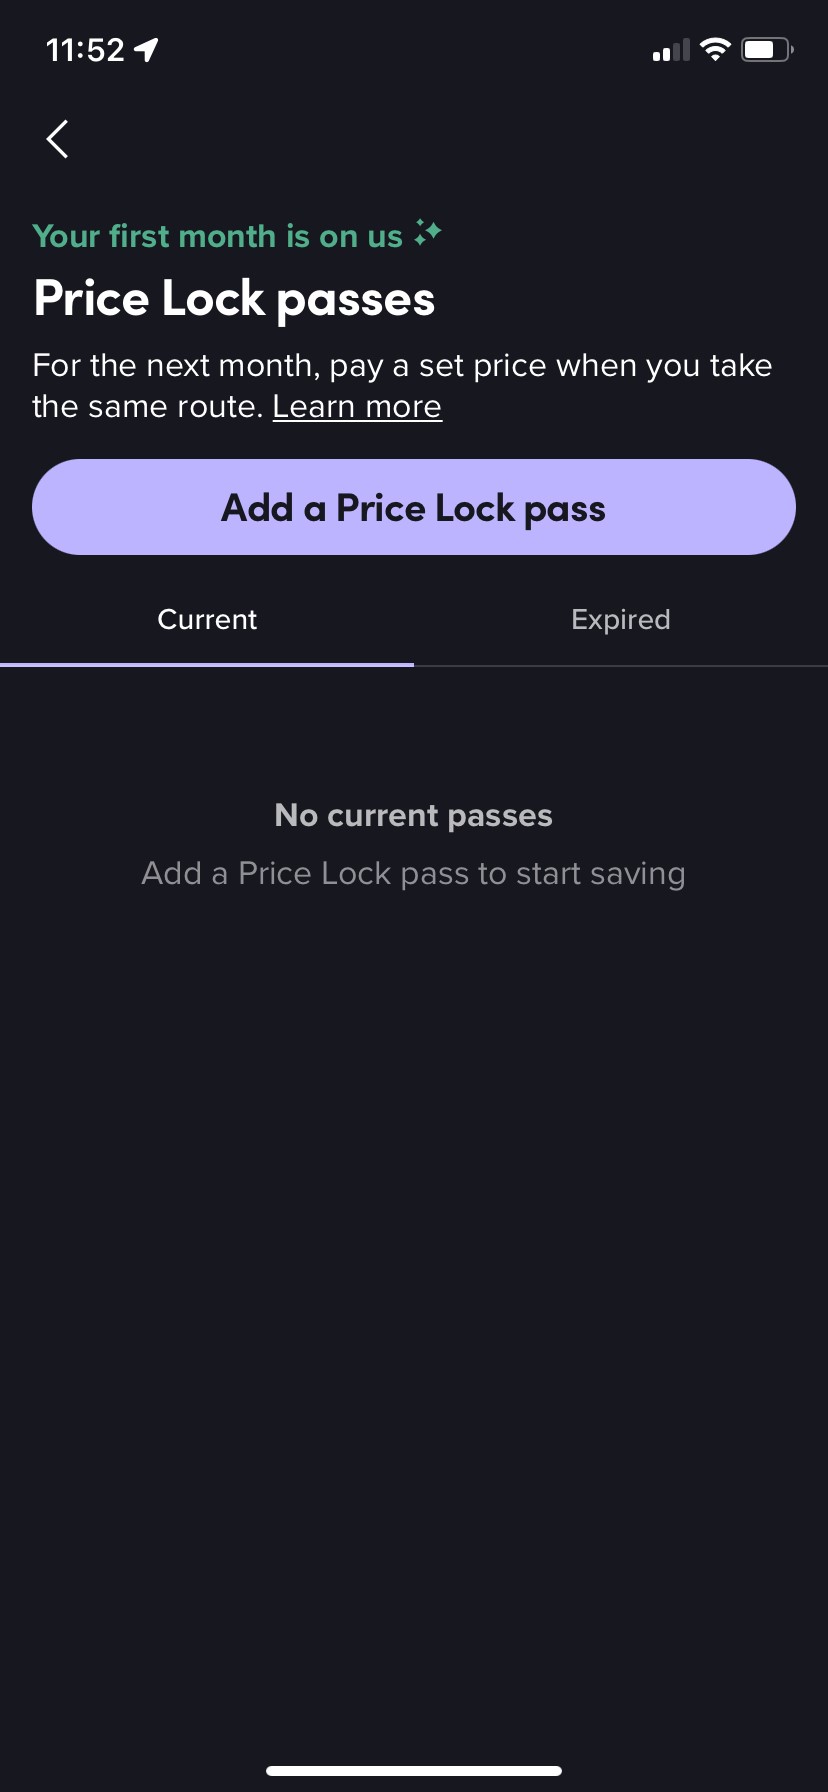 11:52
Your first month is on us
Price Lock passes
For the next month, pay a set price when you take
the same route. Learn more
Add a Price Lock pass
Current
Expired
No current passes
Add a Price Lock pass to start saving